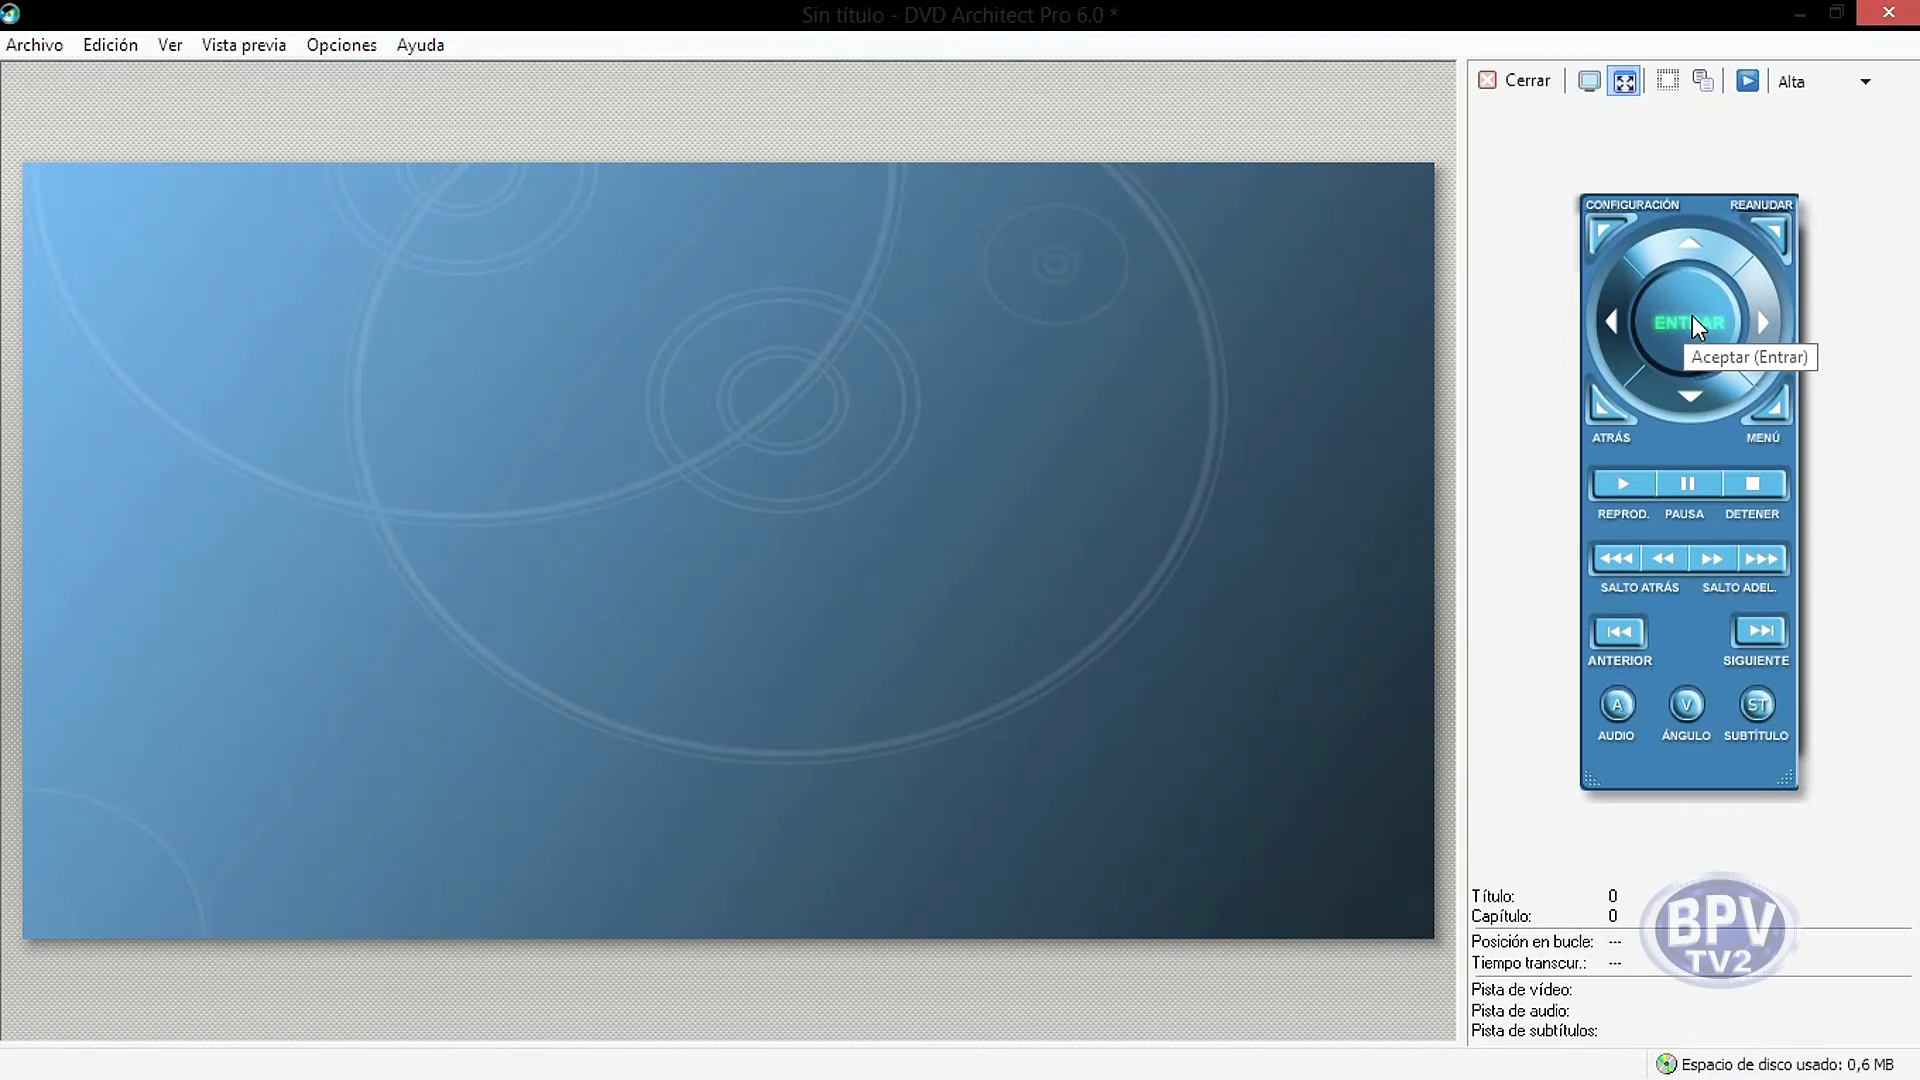 Sin título - DVD Architect Pro 6.0 *
Archivo Edición Ver Vista previa Opciones Ayuda
Cerrar Alta
CONFIGURACIÓN REANUDAR
ENTRAR
Aceptar (Entrar)
ATRÁS MENÚ
REPROD. PAUSA DETENER
SALTO ATRÁS SALTO ADEL.
ANTERIOR SIGUIENTE
A V ST
AUDIO ÁNGULO SUBTÍTULO
Título: 0
Capítulo: 0
Posición en bucle: ---
Tiempo transcur.: ---
BPV
TV2
Pista de vídeo:
Pista de audio:
Pista de subtítulos:
Espacio de disco usado: 0,6 MB